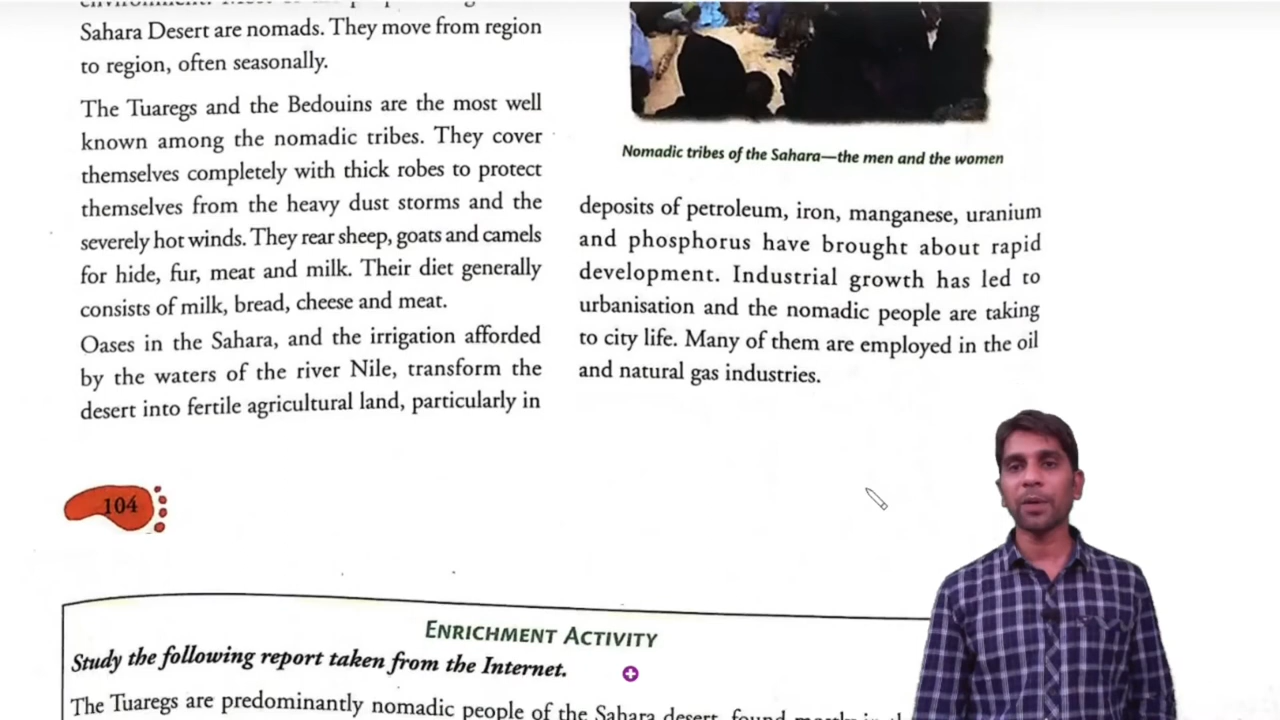 Sahara Desert are nomads. They move from region
to region, often seasonally.
The Tuaregs and the Bedouins are the most well
known among the nomadic tribes. They cover
themselves completely with thick robes to protect
themselves from the heavy dust storms and the
severely hot winds. They rear sheep, goats and camels
for hide, fur, meat and milk. Their diet generally
consists of milk, bread, cheese and meat.
Oases in the Sahara, and the irrigation afforded
by the waters of the river Nile, transform the
desert into fertile agricultural land, particularly in
104
Nomadic tribes of the Sahara—the men and the women
deposits of petroleum, iron, manganese, uranium
and phosphorus have brought about rapid
development. Industrial growth has led to
urbanisation and the nomadic people are taking
to city life. Many of them are employed in the oil
and natural gas industries.
ENRICHMENT ACTIVITY
Study the following report taken from the Internet.
The Tuaregs are predominantly nomadic people of the Sahara desert, found mostly in